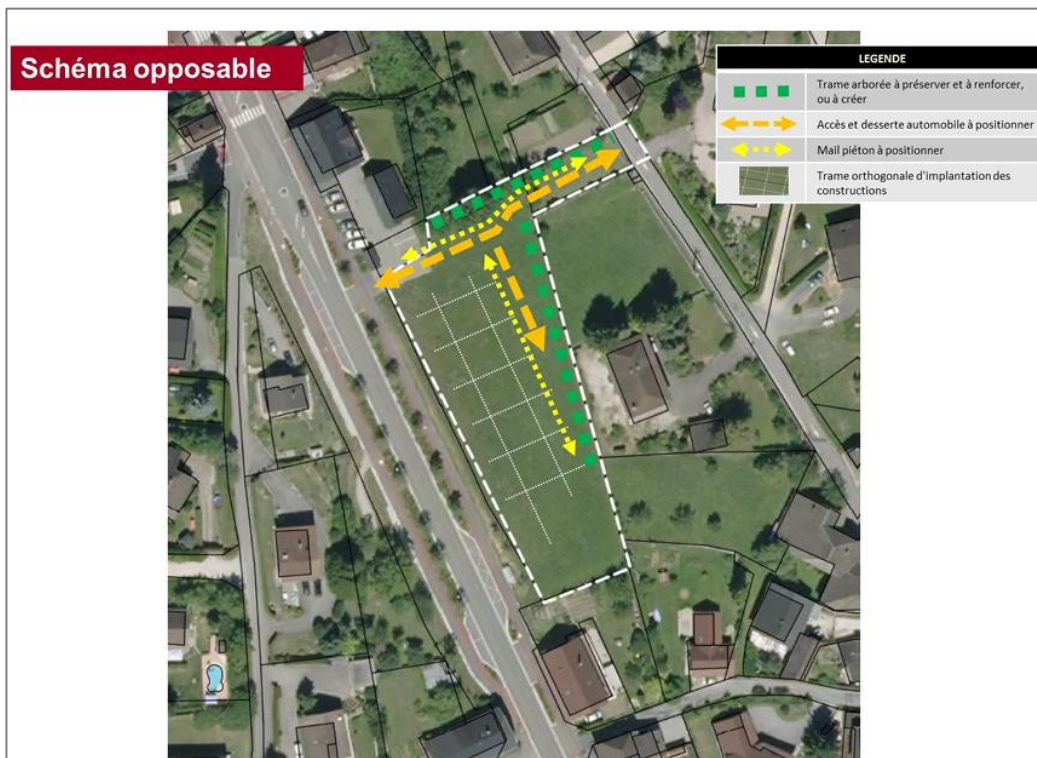 Schéma opposable
LEGENDE
Trame arborée à préserver et à renforcer,
ou à créer
Accès et desserte automobile à positionner
Mail piéton à positionner
Trame orthogonale d'implantation des
constructions